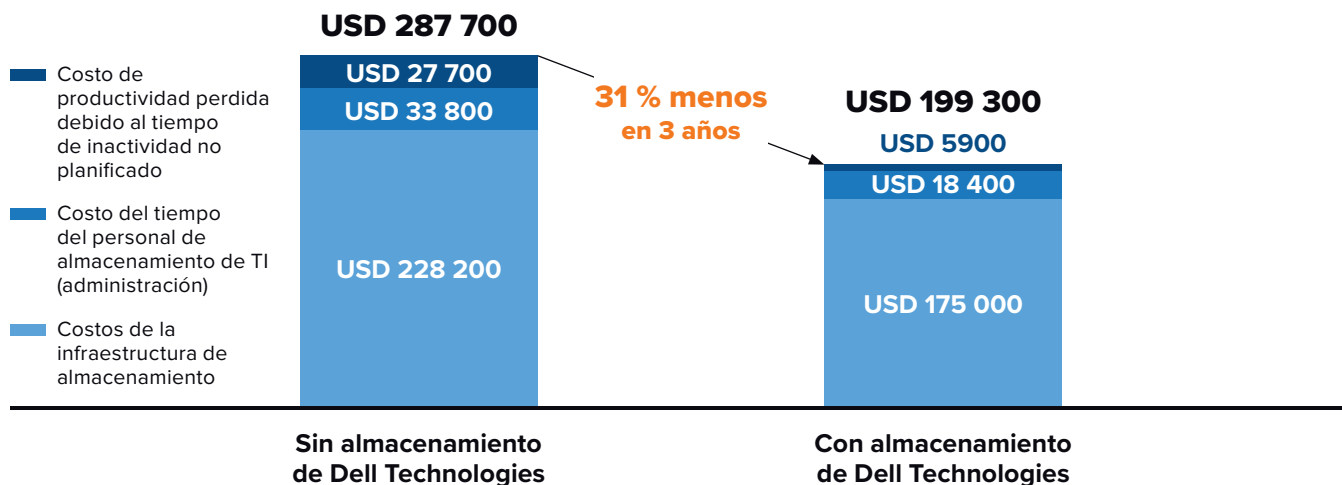 USD 287 700
Costo de
productividad perdida
debido al tiempo
de inactividad no
planificado
Costo del tiempo
del personal de
almacenamiento de TI
(administración)
Costos de la
infraestructura de
almacenamiento
USD 27 700
USD 33 800
USD 228 200
31 % menos
en 3 años
USD 199 300
USD 5900
USD 18 400
USD 175 000
Sin almacenamiento
de Dell Technologies
Con almacenamiento
de Dell Technologies